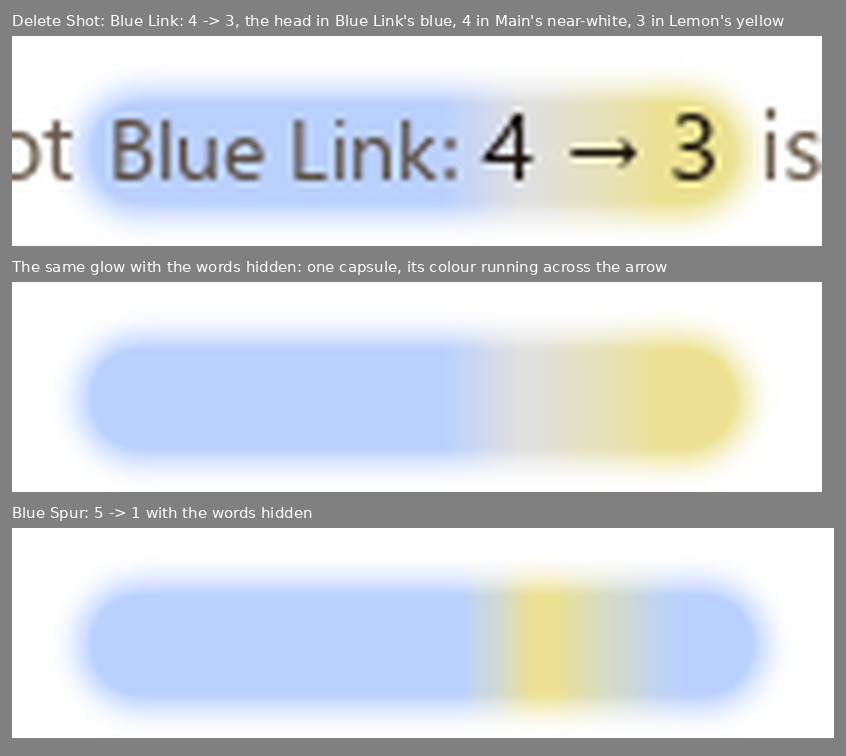 Delete Shot: Blue Link: 4 -> 3, the head in Blue Link's blue, 4 in Main's near-white, 3 in Lemon's yellow
ot Blue Link: 4 → 3 is
The same glow with the words hidden: one capsule, its colour running across the arrow
Blue Spur: 5 -> 1 with the words hidden